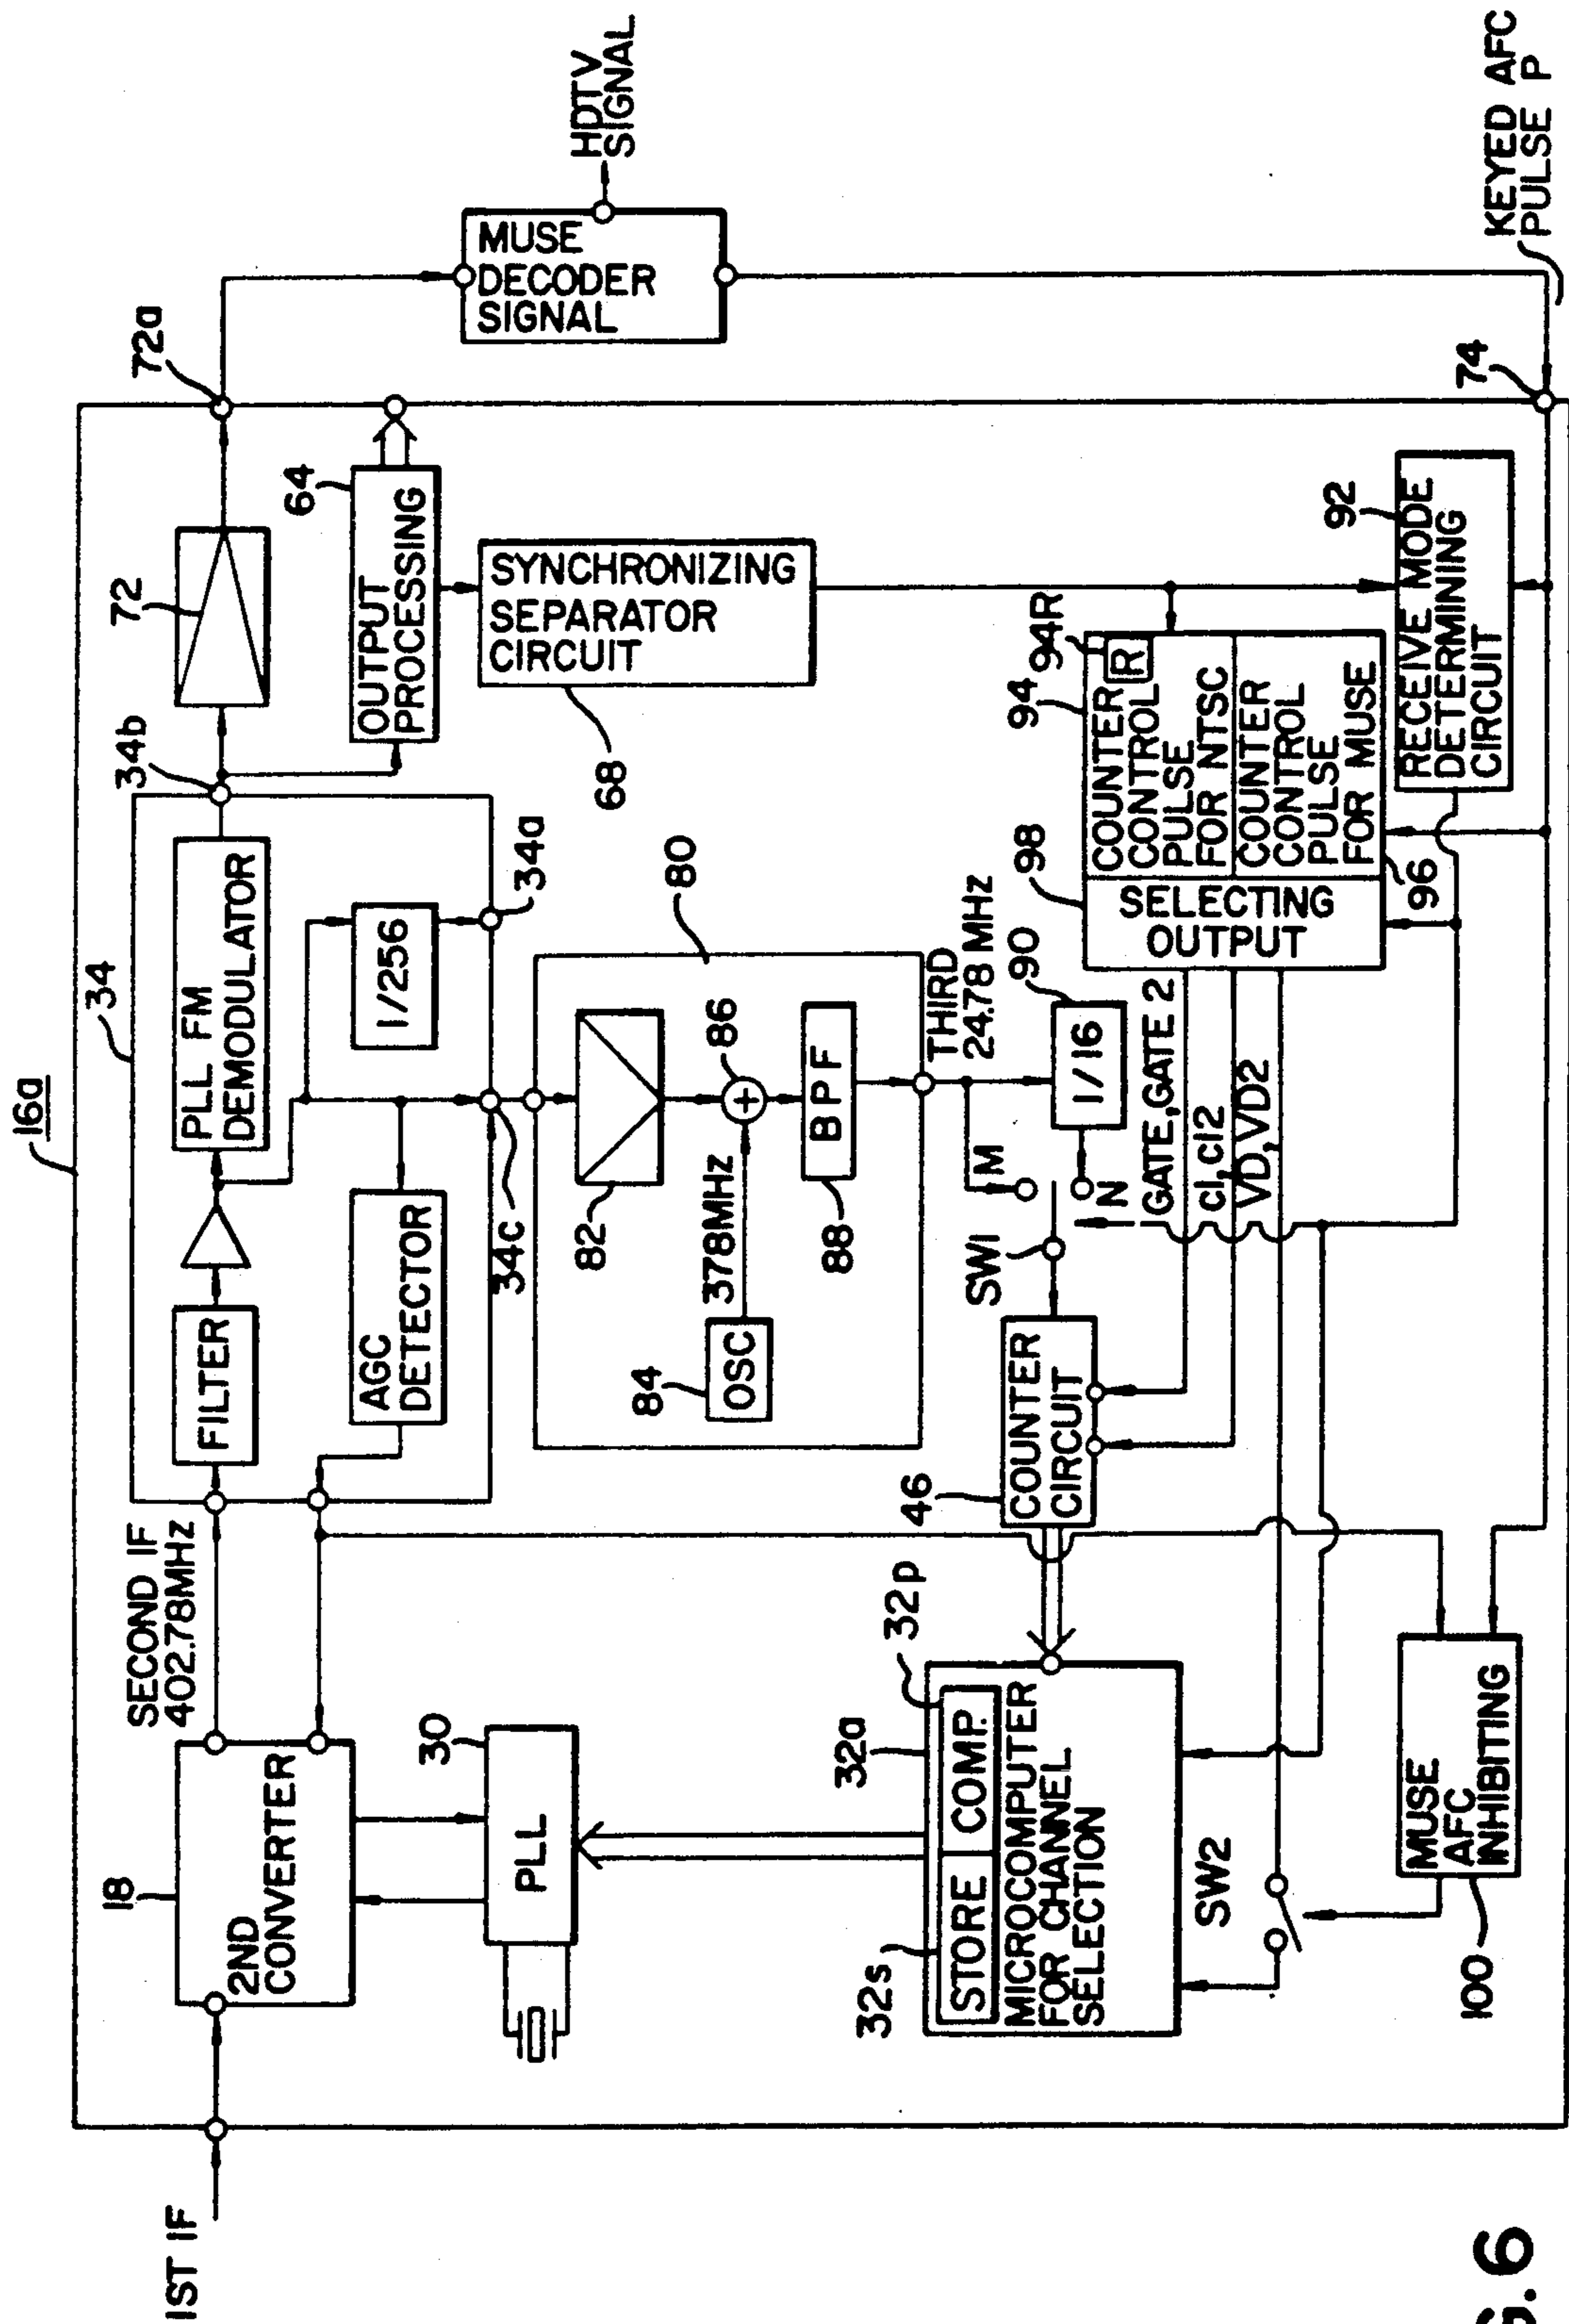 16a
1ST IF
18
2ND
CONVERTER
SECOND IF
402.78MHz
34
FILTER
PLL FM
DEMODULATOR
34b
72
72a
AGC
DETECTOR
1/256
34a
34c
OUTPUT
PROCESSING
64
MUSE
DECODER
SIGNAL
HDTV
SIGNAL
SYNCHRONIZING
SEPARATOR
CIRCUIT
68
30
PLL
80
82
84
OSC
378MHz
86
BPF
88
THIRD
24.78 MHz
90
1/16
M
N
SW1
GATE, GATE 2
Cl, Cl2
VD, VD2
46
COUNTER
CIRCUIT
32a
32p
32s
STORE
COMP.
MICROCOMPUTER
FOR CHANNEL
SELECTION
98
SELECTING
OUTPUT
94
94R
R
COUNTER
CONTROL
PULSE
FOR NTSC
COUNTER
CONTROL
PULSE
FOR MUSE
96
92
RECEIVE MODE
DETERMINING
CIRCUIT
74
KEYED AFC
PULSE P
SW2
MUSE
AFC
INHIBITING
100
G. 6